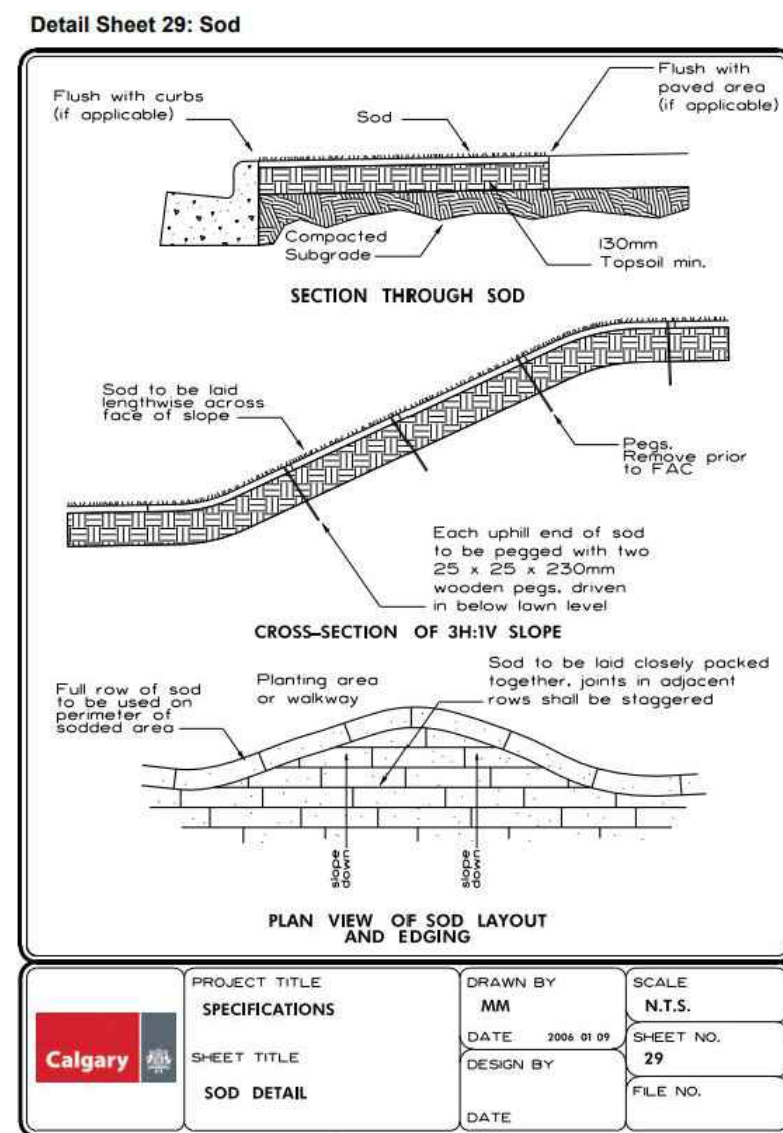 Detail Sheet 29: Sod
Flush with curbs
(if applicable)
Sod
Flush with
paved area
(if applicable)
Compacted
Subgrade
130mm
Topsoil min.
SECTION THROUGH SOD
Sod to be laid
lengthwise across
face of slope
Pegs.
Remove prior
to FAC
Each uphill end of sod
to be pegged with two
25 x 25 x 230mm
wooden pegs, driven
in below lawn level
CROSS-SECTION OF 3H:1V SLOPE
Full row of sod
to be used on
perimeter of
sodded area
Planting area
or walkway
Sod to be laid closely packed
together, joints in adjacent
rows shall be staggered
slope
down
slope
down
PLAN VIEW OF SOD LAYOUT
AND EDGING
Calgary
PROJECT TITLE
SPECIFICATIONS
SHEET TITLE
SOD DETAIL
DRAWN BY
MM
DATE 2006 01 09
DESIGN BY
DATE
SCALE
N.T.S.
SHEET NO.
29
FILE NO.